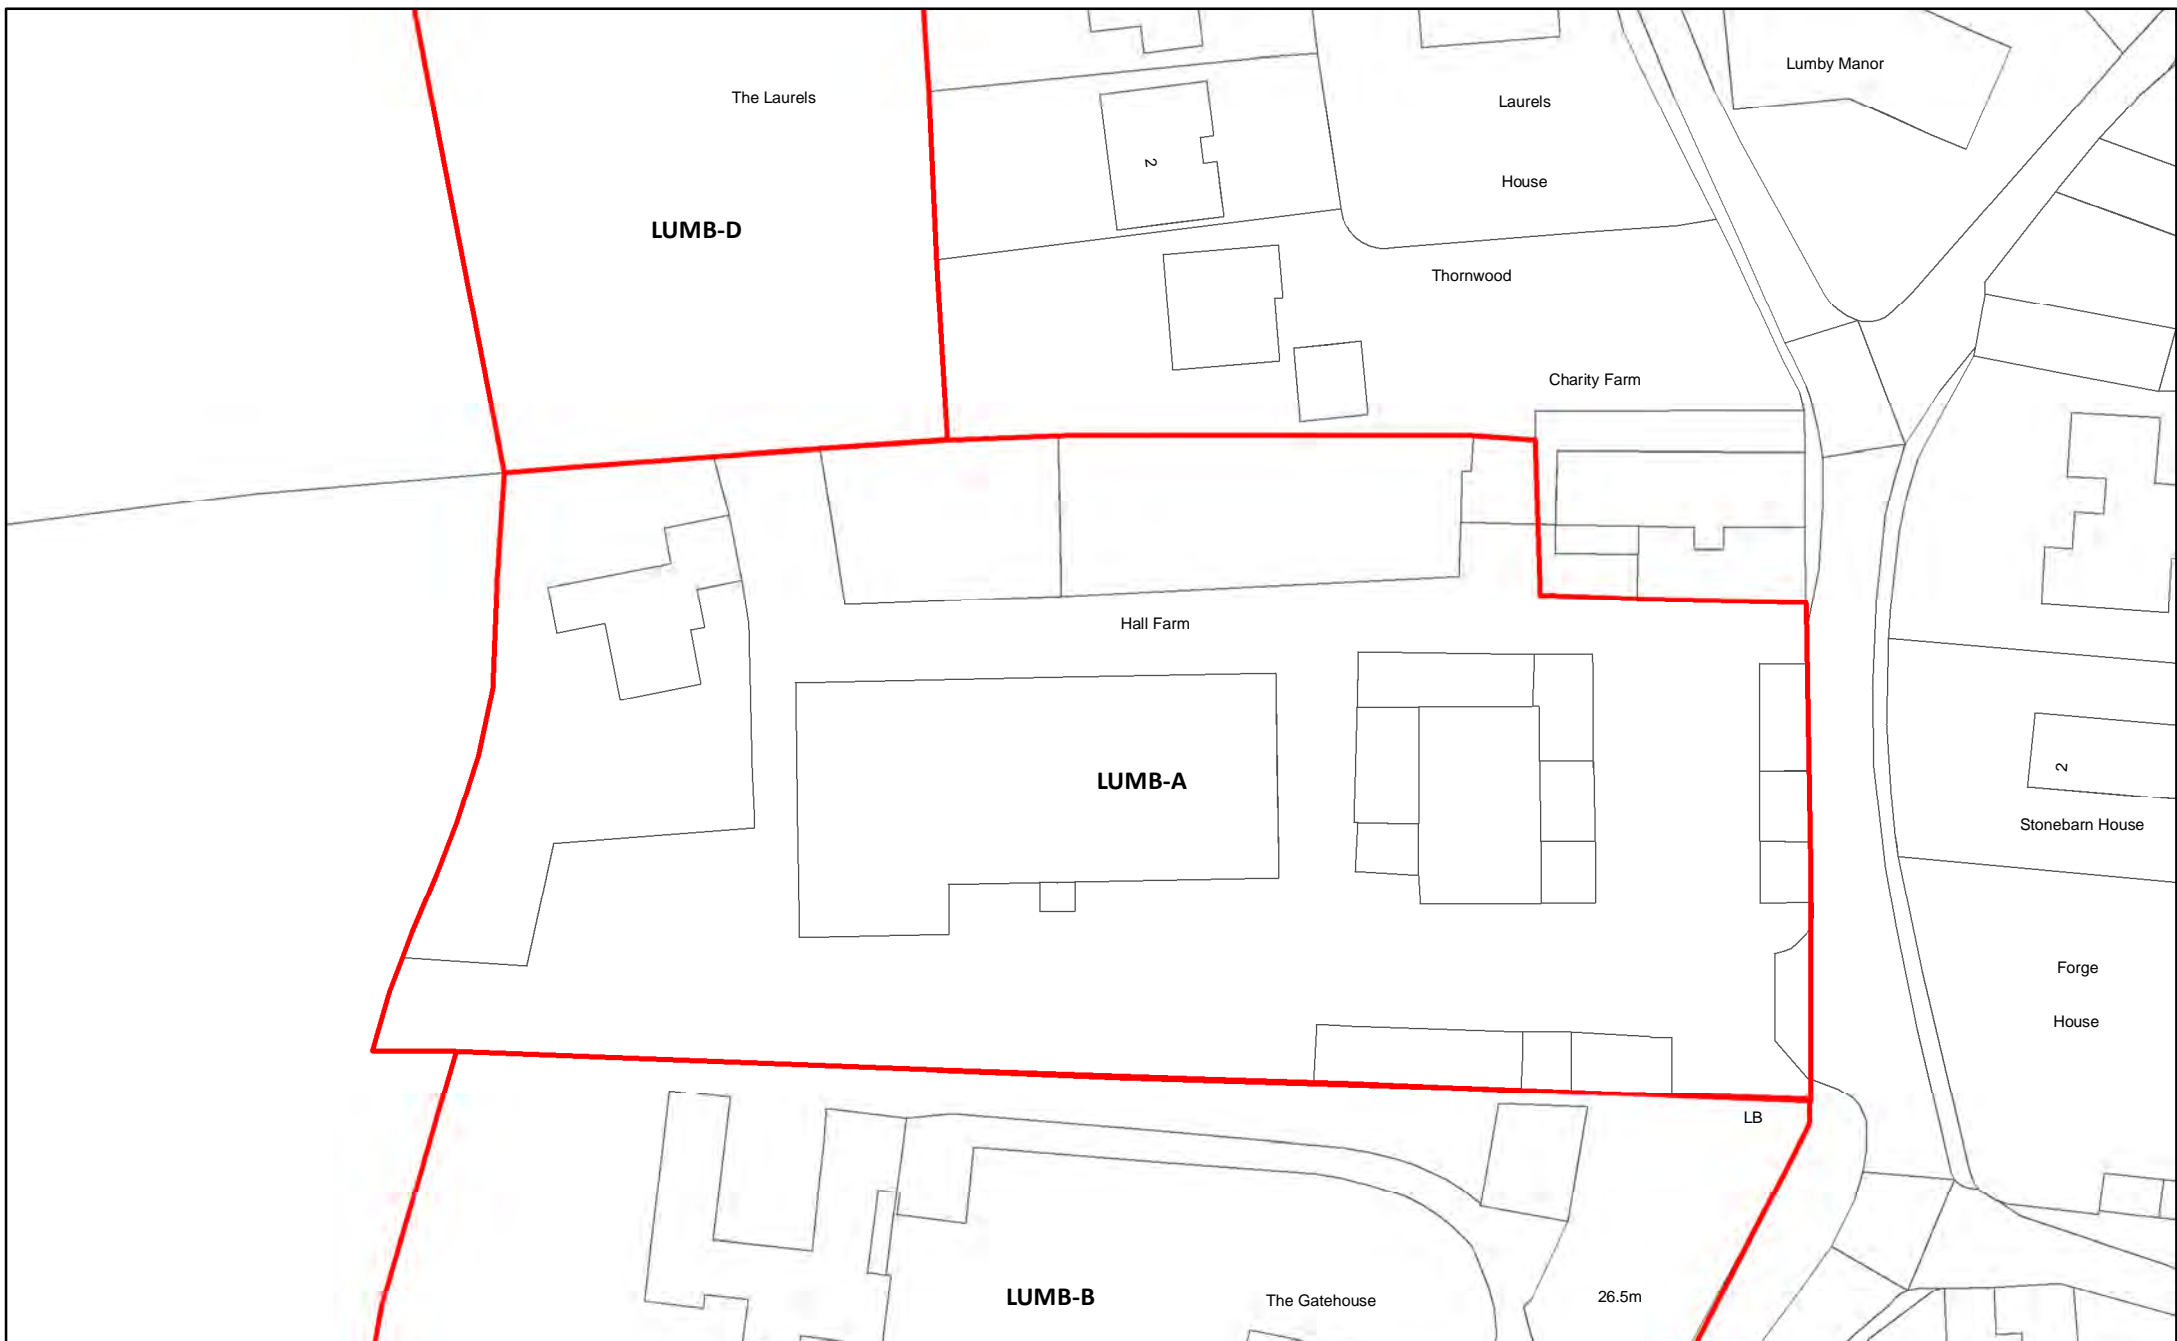 Lumby Manor
The Laurels
Laurels
2
House
LUMB-D
Thornwood
Charity Farm
Hall Farm
LUMB-A
2
Stonebarn House
Forge
House
LB
LUMB-B
The Gatehouse
26.5m